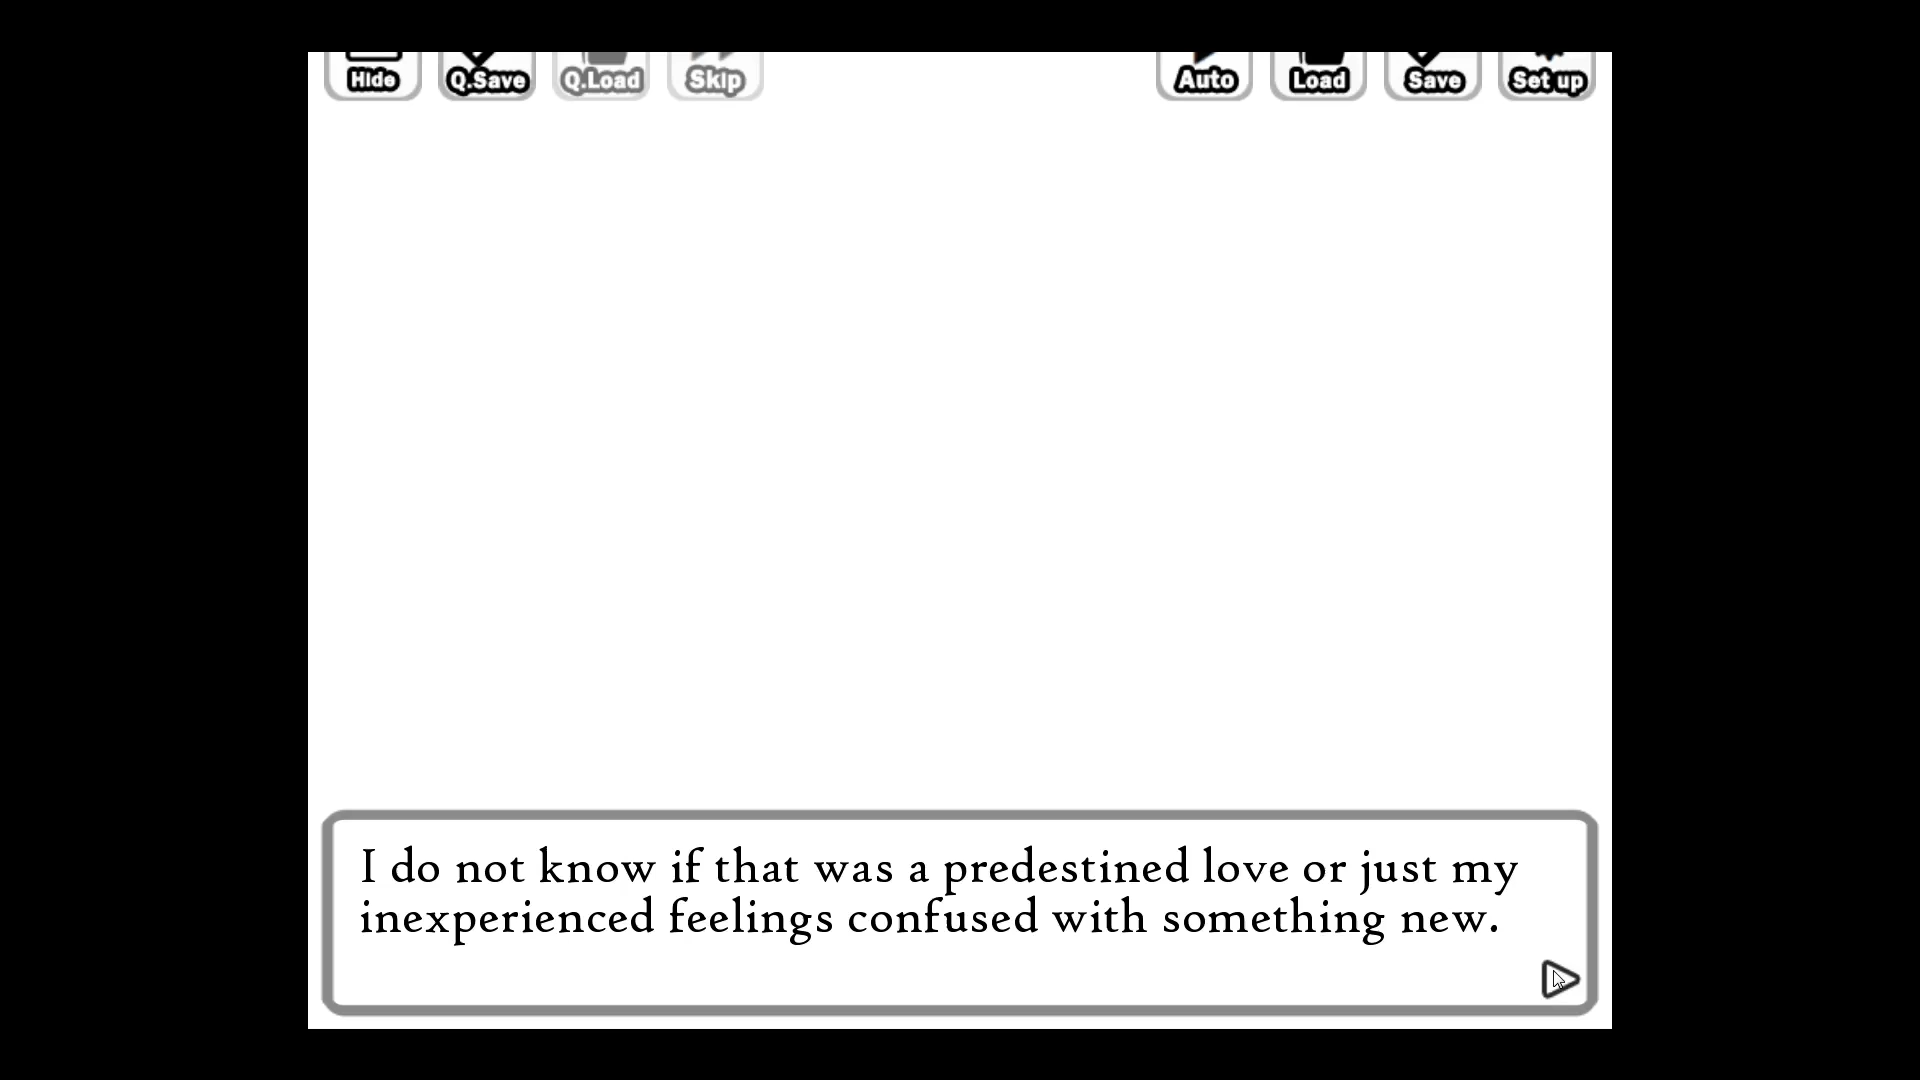 Hide Q.Save Q.Load Skip Auto Load Save Set up
I do not know if that was a predestined love or just my
inexperienced feelings confused with something new.